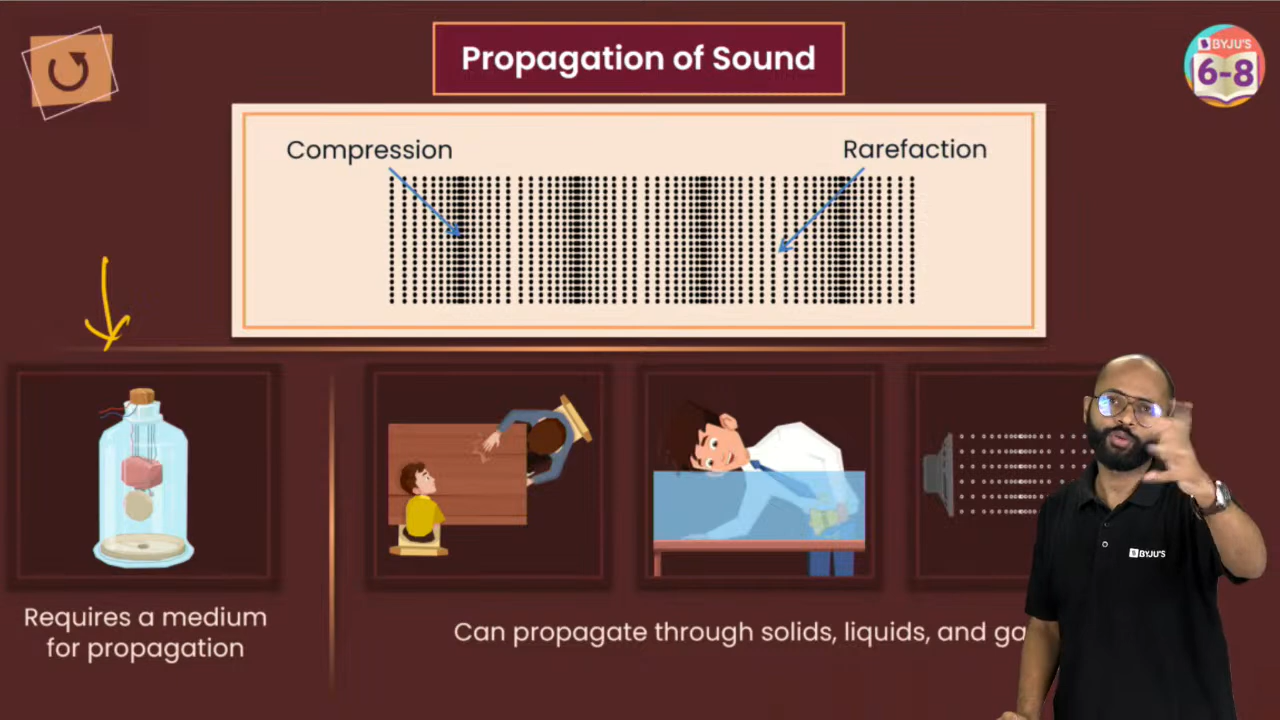 Propagation of Sound
BYJU'S
6-8
Compression
Rarefaction
Requires a medium
for propagation
Can propagate through solids, liquids, and ga
BYJU'S